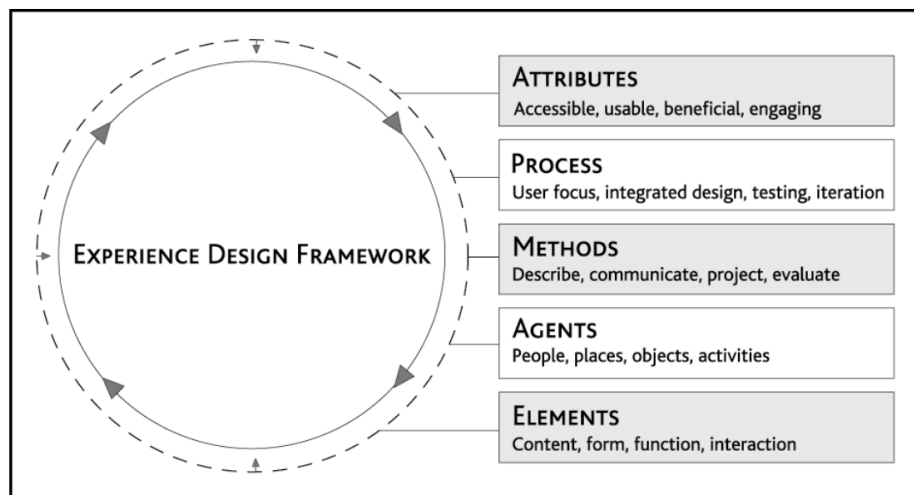 EXPERIENCE DESIGN FRAMEWORK
ATTRIBUTES
Accessible, usable, beneficial, engaging
PROCESS
User focus, integrated design, testing, iteration
METHODS
Describe, communicate, project, evaluate
AGENTS
People, places, objects, activities
ELEMENTS
Content, form, function, interaction